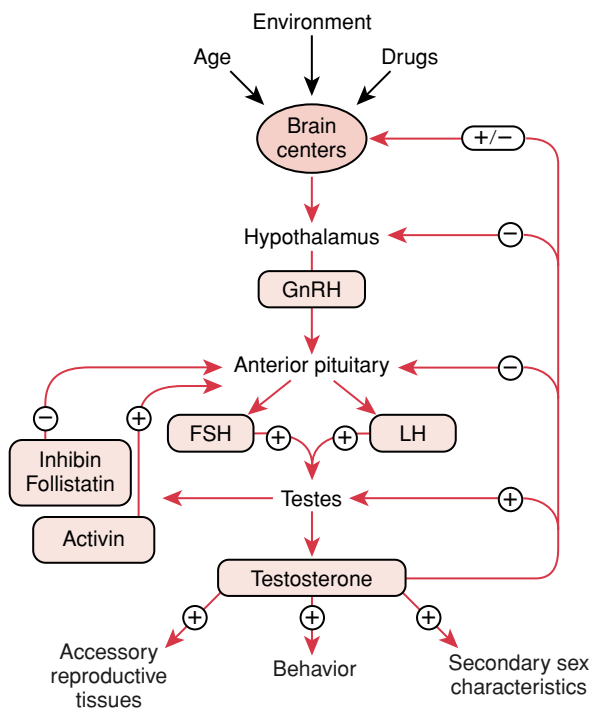 Environment
Age
Drugs
Brain
centers
+/−
Hypothalamus
−
GnRH
Anterior pituitary
−
−
+
FSH
+
+
LH
Inhibin
Follistatin
Testes
+
Activin
Testosterone
+
+
+
Accessory
reproductive
tissues
Behavior
Secondary sex
characteristics